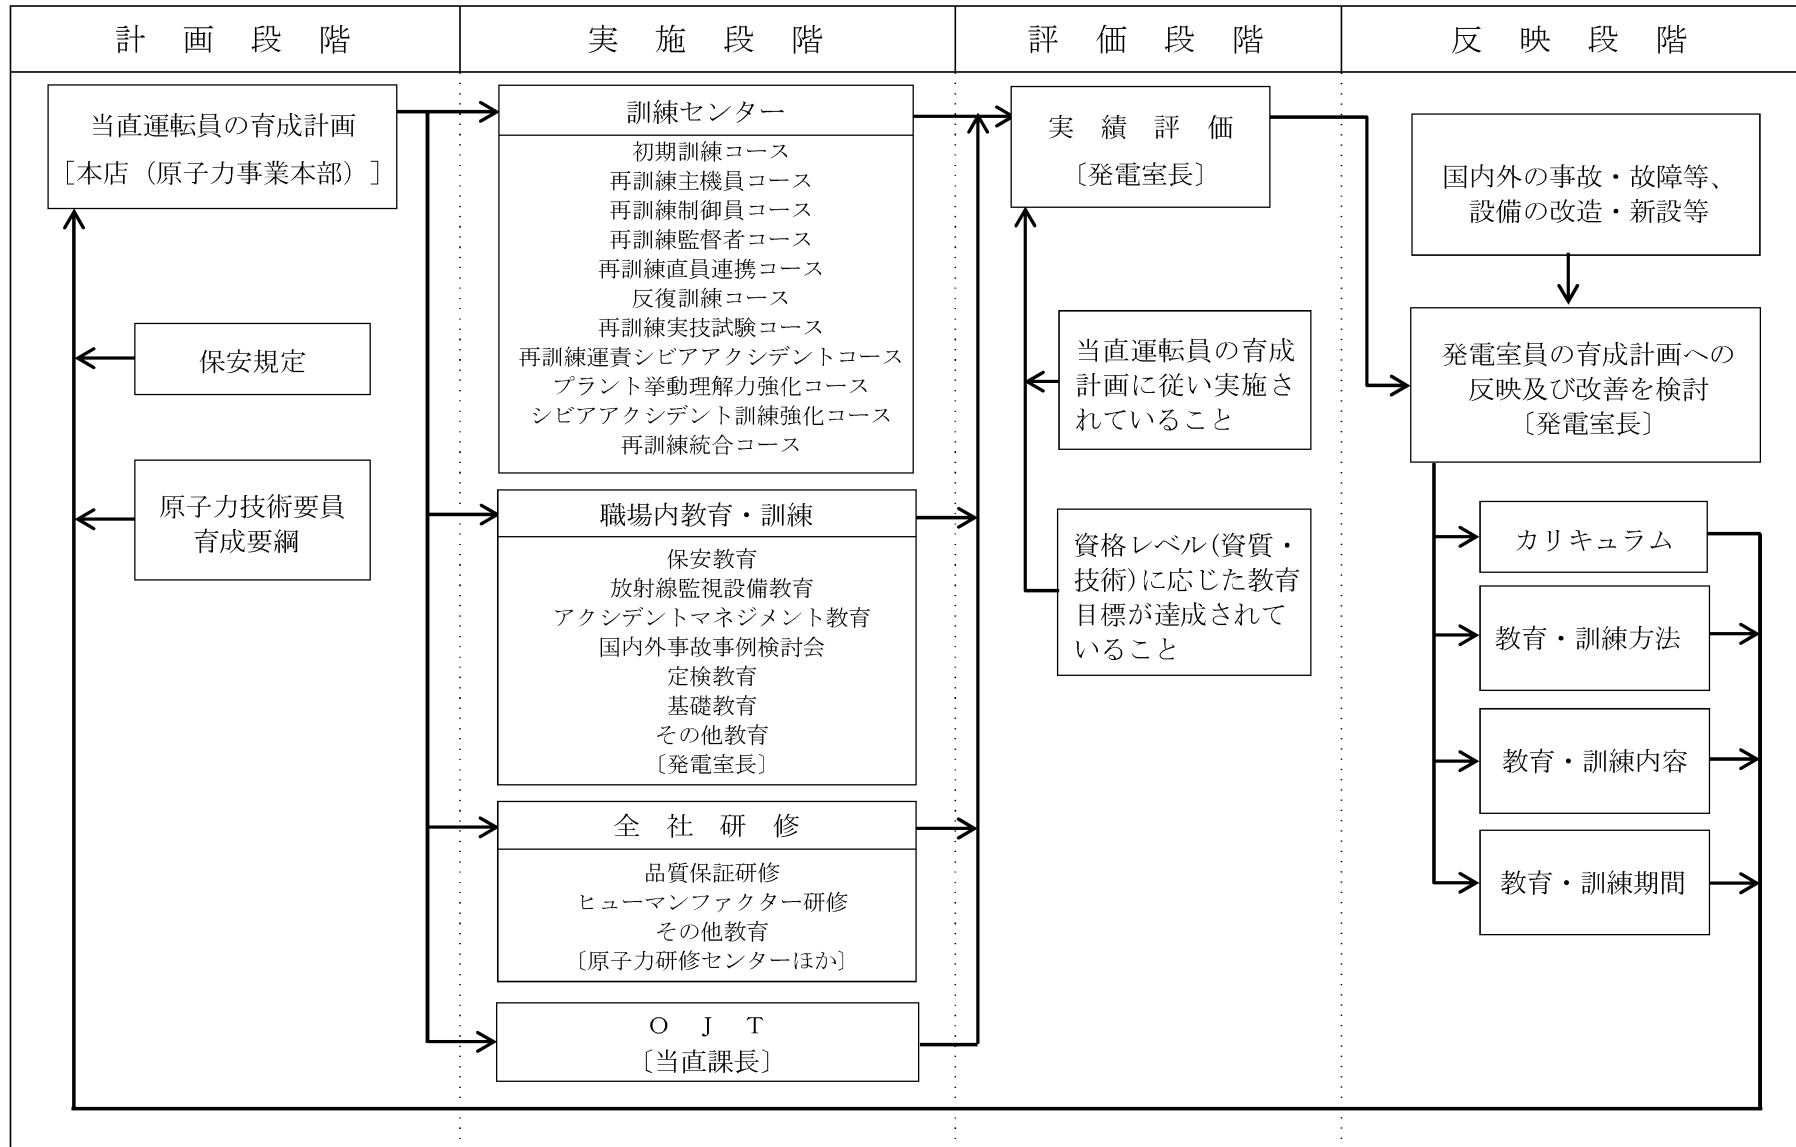 計画段階
実施段階
評価段階
反映段階
当直運転員の育成計画
［本店（原子力事業本部）］
保安規定
原子力技術要員
育成要綱
訓練センター
初期訓練コース
再訓練主機員コース
再訓練制御員コース
再訓練監督者コース
再訓練直員連携コース
反復訓練コース
再訓練実技試験コース
再訓練運責シビアアクシデントコース
プラント挙動理解力強化コース
シビアアクシデント訓練強化コース
再訓練統合コース
職場内教育・訓練
保安教育
放射線監視設備教育
アクシデントマネジメント教育
国内外事故事例検討会
定検教育
基礎教育
その他教育
〔発電室長〕
全社研修
品質保証研修
ヒューマンファクター研修
その他教育
〔原子力研修センターほか〕
ＯＪＴ
〔当直課長〕
実績評価
〔発電室長〕
当直運転員の育成
計画に従い実施さ
れていること
資格レベル(資質・
技術)に応じた教育
目標が達成されて
いること
国内外の事故・故障等、
設備の改造・新設等
発電室員の育成計画への
反映及び改善を検討
〔発電室長〕
カリキュラム
教育・訓練方法
教育・訓練内容
教育・訓練期間